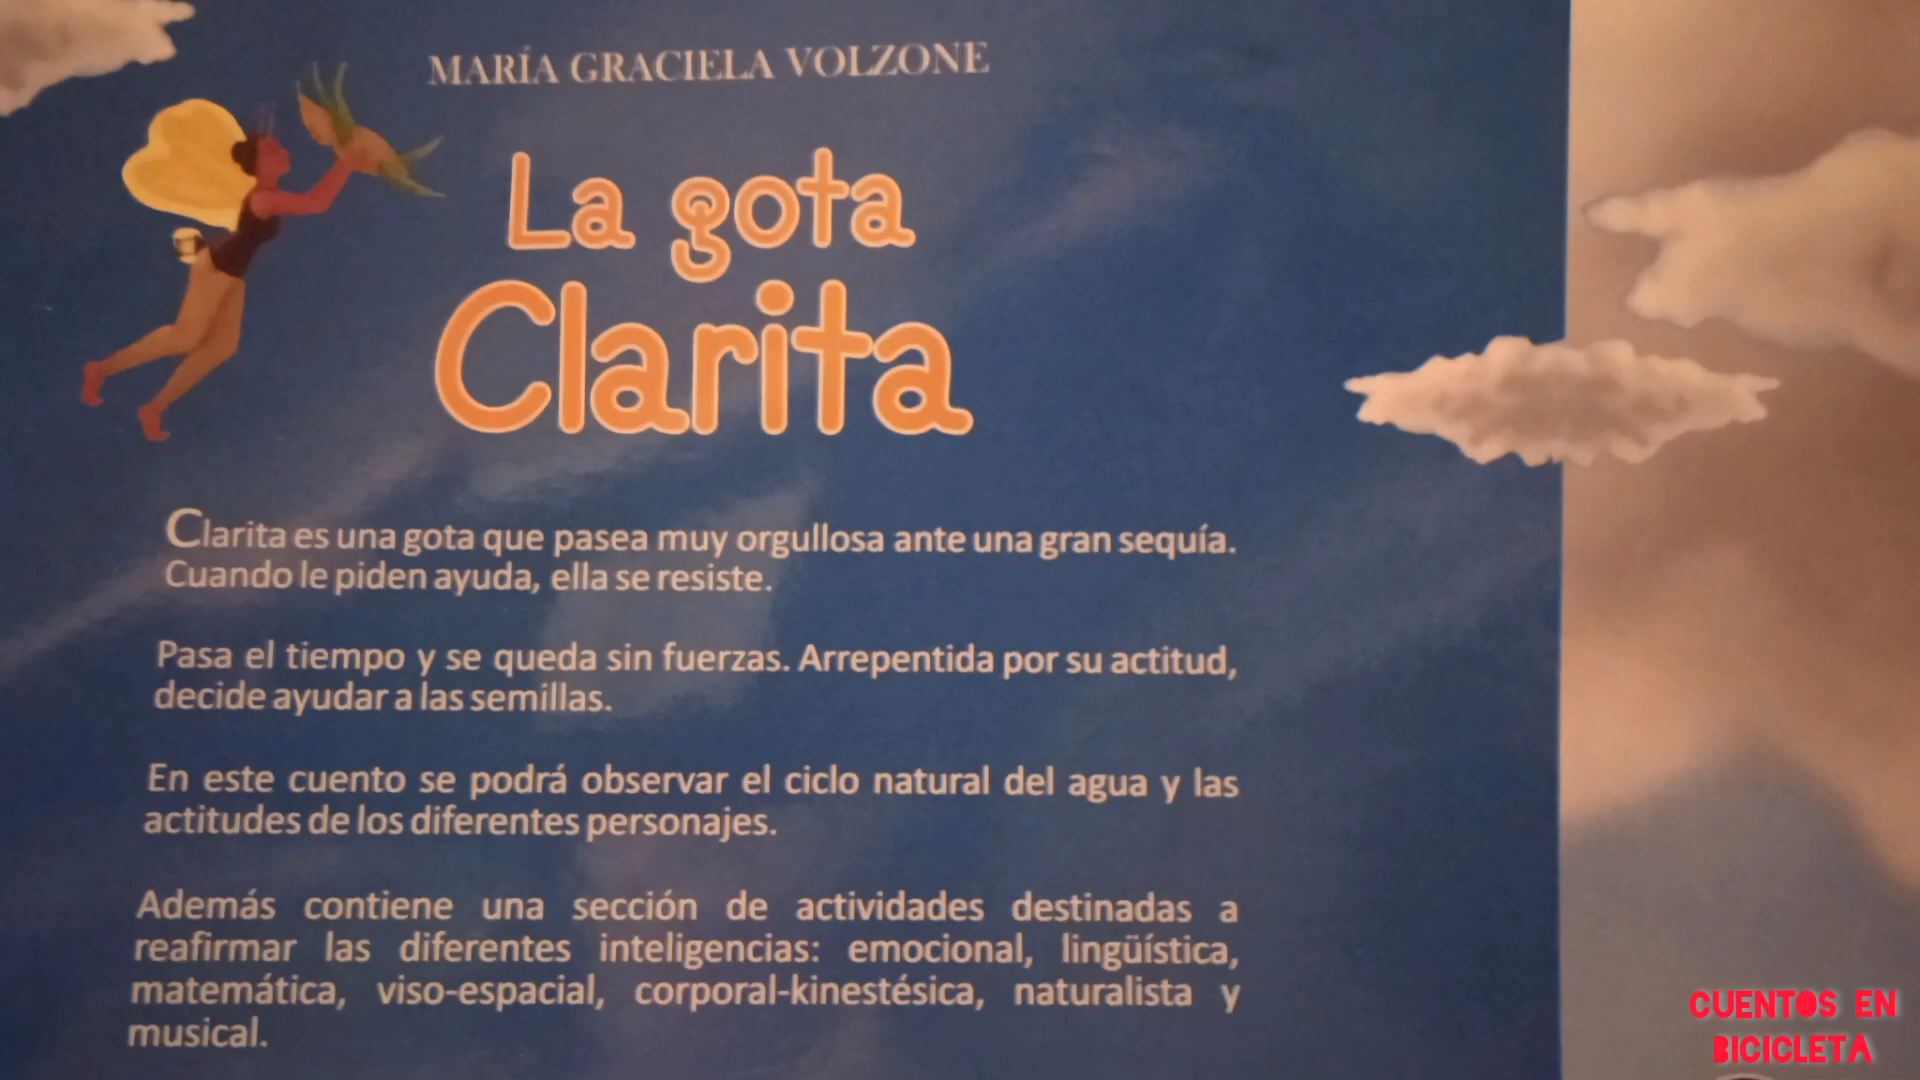 MARÍA GRACIELA VOLZONE
La gota
Clarita
Clarita es una gota que pasea muy orgullosa ante una gran sequía.
Cuando le piden ayuda, ella se resiste.
Pasa el tiempo y se queda sin fuerzas. Arrepentida por su actitud,
decide ayudar a las semillas.
En este cuento se podrá observar el ciclo natural del agua y las
actitudes de los diferentes personajes.
Además contiene una sección de actividades destinadas a
reafirmar las diferentes inteligencias: emocional, lingüística,
matemática, viso-espacial, corporal-kinestésica, naturalista y
musical.
CUENTOS EN
BICICLETA